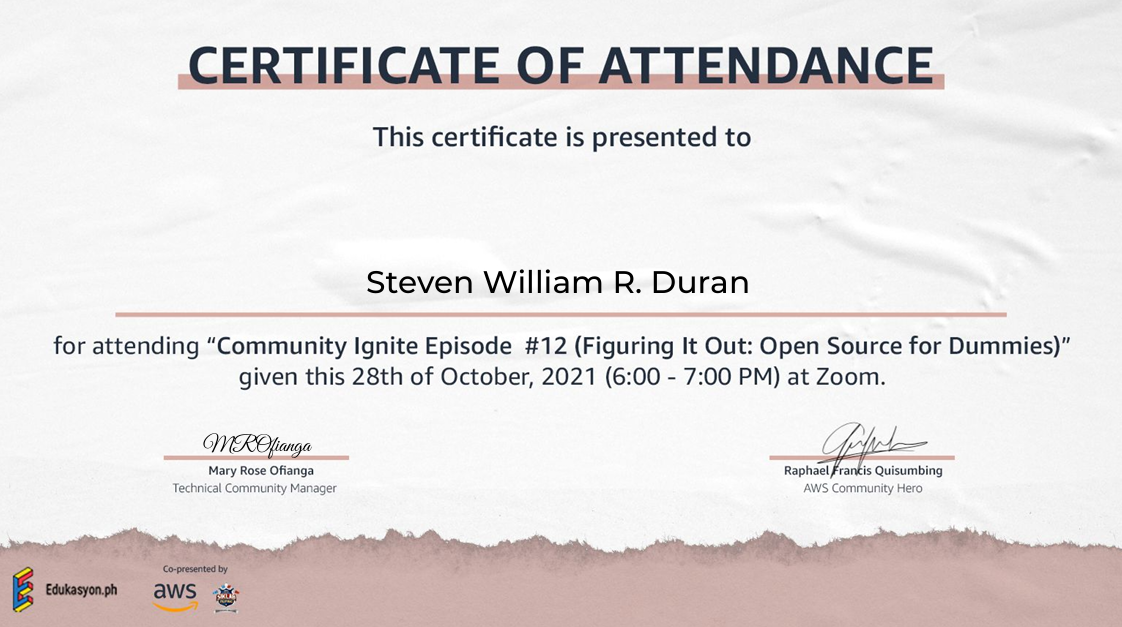 CERTIFICATE OF ATTENDANCE
This certificate is presented to
Steven William R. Duran
for attending “Community Ignite Episode #12 (Figuring It Out: Open Source for Dummies)”
given this 28th of October, 2021 (6:00 - 7:00 PM) at Zoom.
MROfianga
Mary Rose Ofianga
Technical Community Manager
Raphael Francis Quisumbing
AWS Community Hero
Edukasyon.ph
Co-presented by
aws